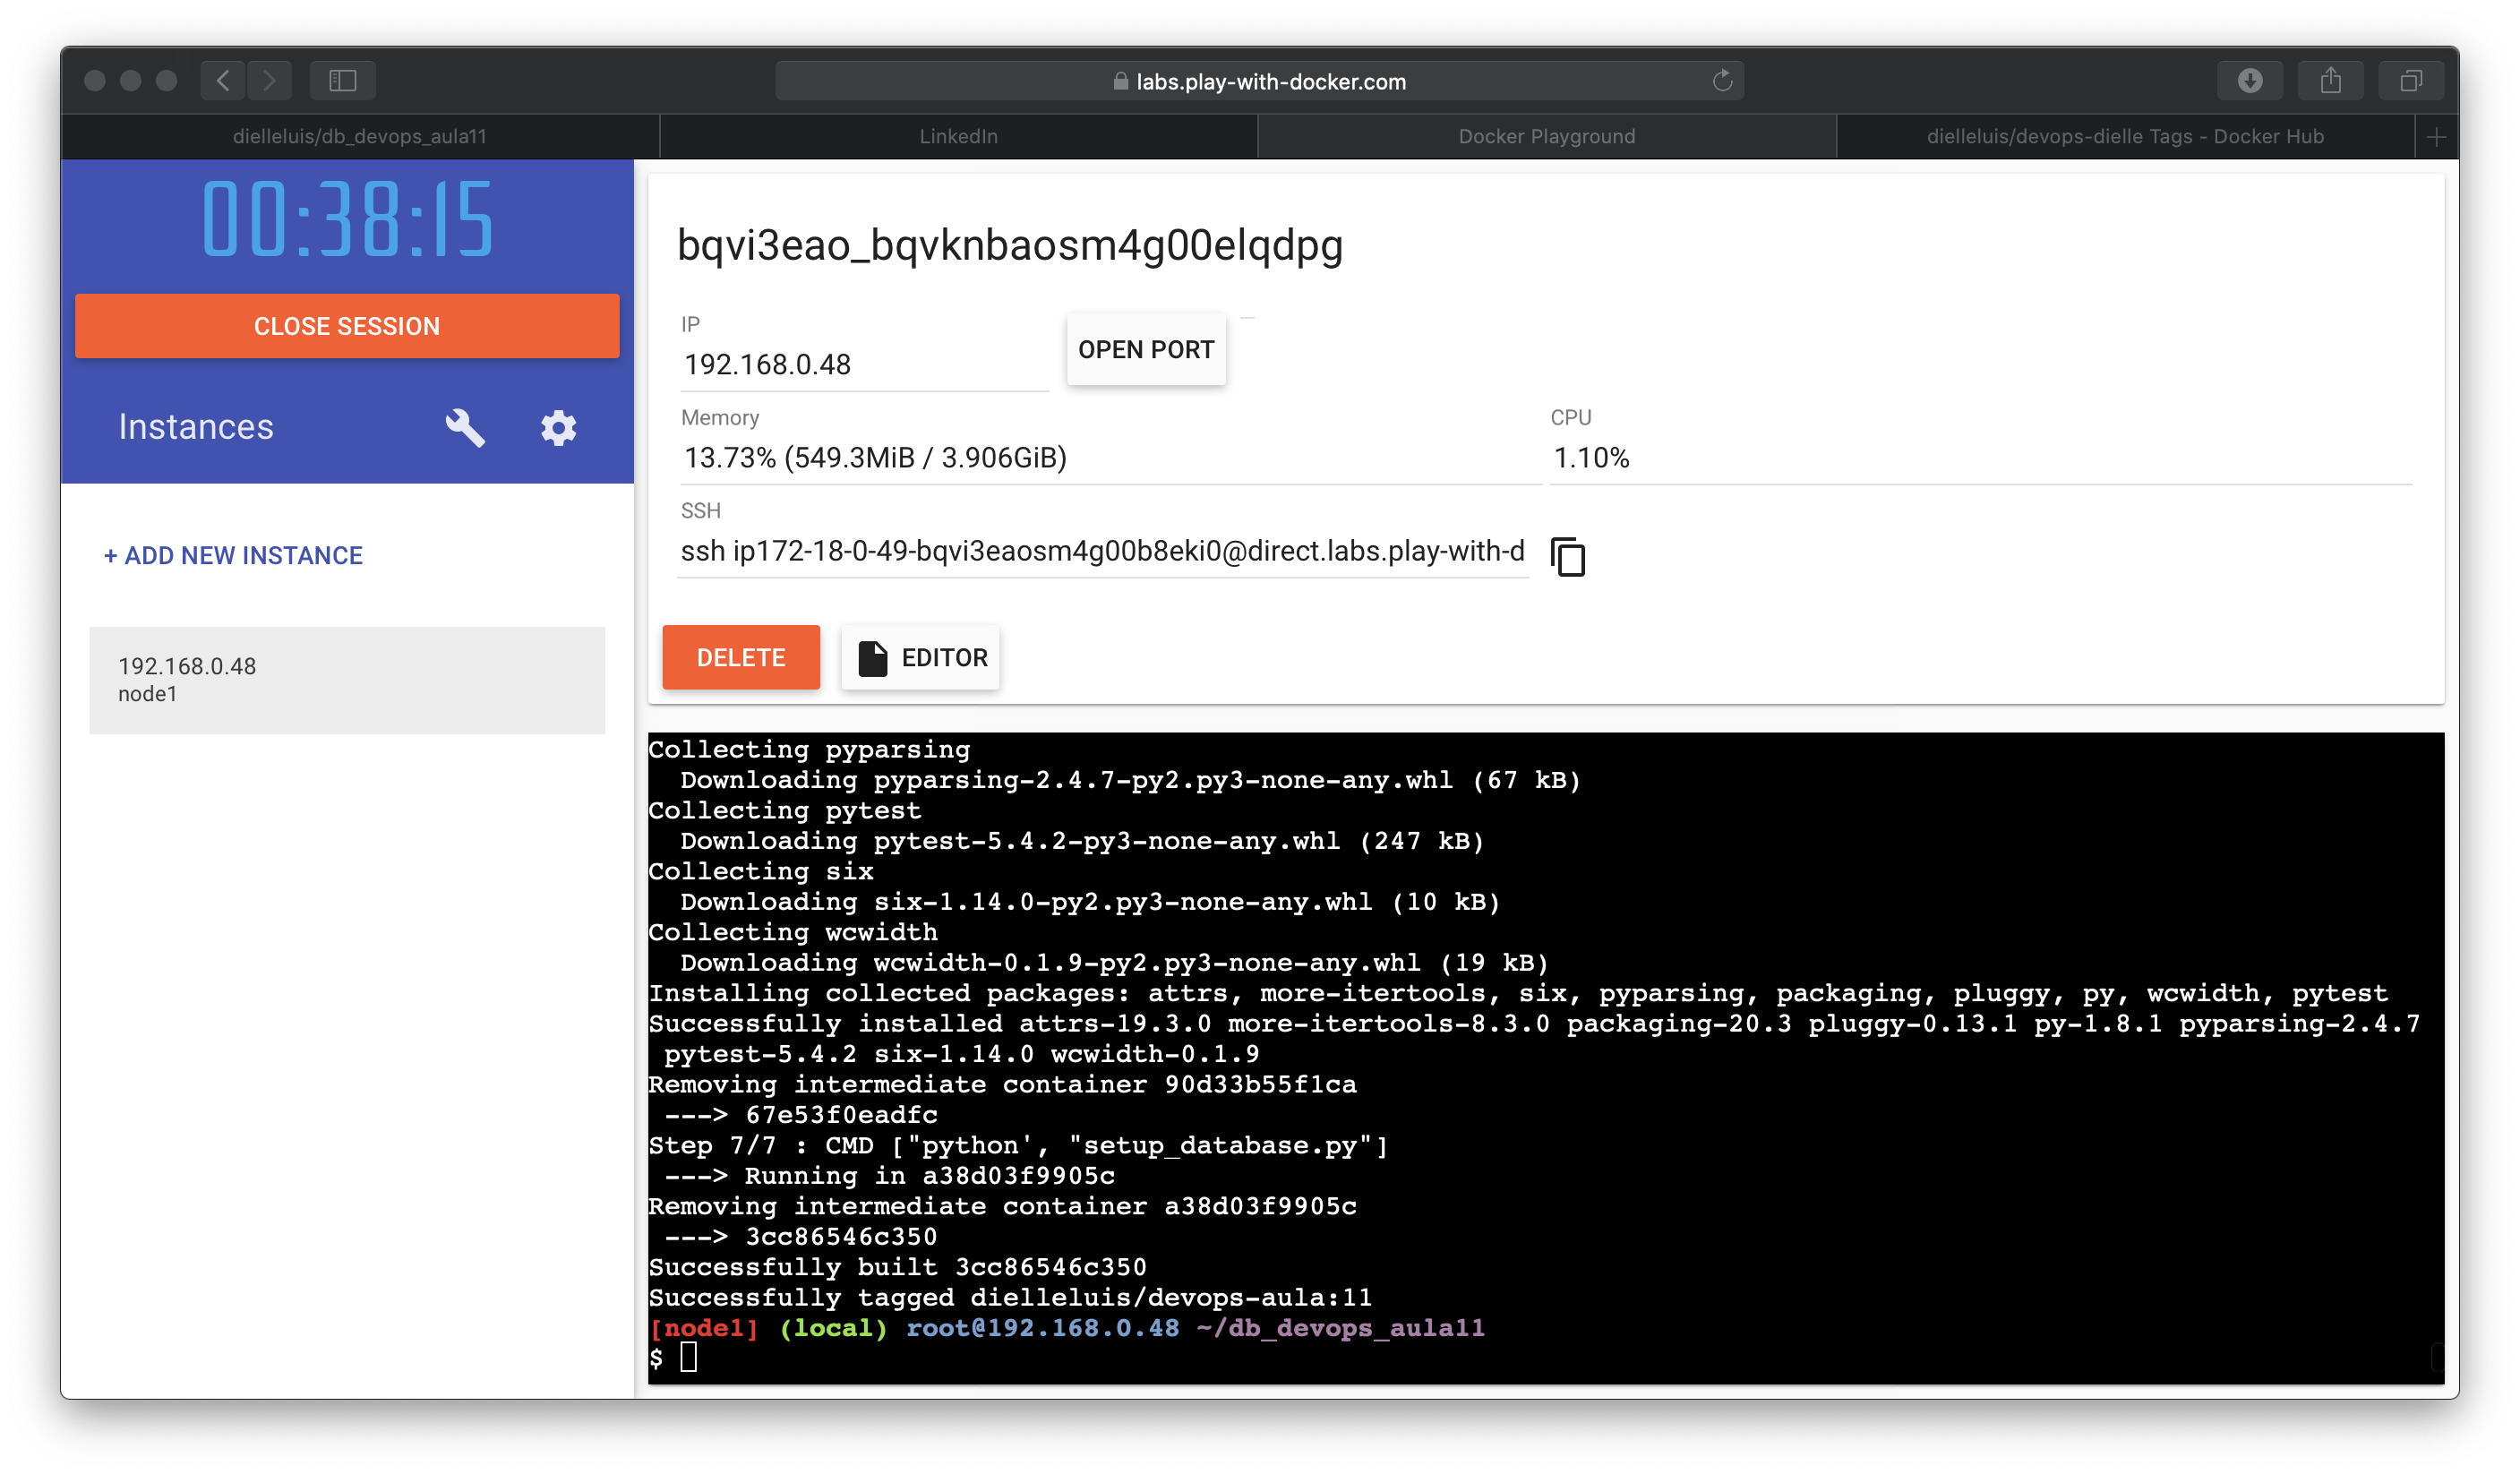 labs.play-with-docker.com
dielleluis/db_devops_aula11
LinkedIn
Docker Playground
dielleluis/devops-dielle Tags - Docker Hub
00:38:15
CLOSE SESSION
Instances
+ ADD NEW INSTANCE
192.168.0.48
node1
bqvi3eao_bqvknbaosm4g00elqdpg
IP
192.168.0.48
OPEN PORT
Memory
13.73% (549.3MiB / 3.906GiB)
CPU
1.10%
SSH
ssh ip172-18-0-49-bqvi3eaosm4g00b8eki0@direct.labs.play-with-d
DELETE
EDITOR
Collecting pyparsing
  Downloading pyparsing-2.4.7-py2.py3-none-any.whl (67 kB)
Collecting pytest
  Downloading pytest-5.4.2-py3-none-any.whl (247 kB)
Collecting six
  Downloading six-1.14.0-py2.py3-none-any.whl (10 kB)
Collecting wcwidth
  Downloading wcwidth-0.1.9-py2.py3-none-any.whl (19 kB)
Installing collected packages: attrs, more-itertools, six, pyparsing, packaging, pluggy, py, wcwidth, pytest
Successfully installed attrs-19.3.0 more-itertools-8.3.0 packaging-20.3 pluggy-0.13.1 py-1.8.1 pyparsing-2.4.7
 pytest-5.4.2 six-1.14.0 wcwidth-0.1.9
Removing intermediate container 90d33b55f1ca
 ---> 67e53f0eadfc
Step 7/7 : CMD ["python', "setup_database.py"]
 ---> Running in a38d03f9905c
Removing intermediate container a38d03f9905c
 ---> 3cc86546c350
Successfully built 3cc86546c350
Successfully tagged dielleluis/devops-aula:11
[node1] (local) root@192.168.0.48 ~/db_devops_aula11
$